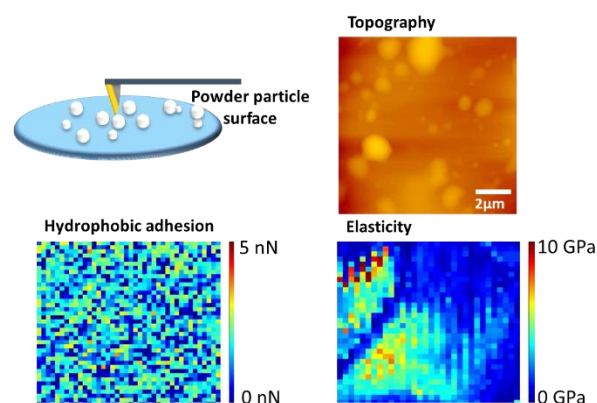 Topography
Powder particle
surface
2μm
Hydrophobic adhesion
5 nN
0 nN
Elasticity
10 GPa
0 GPa